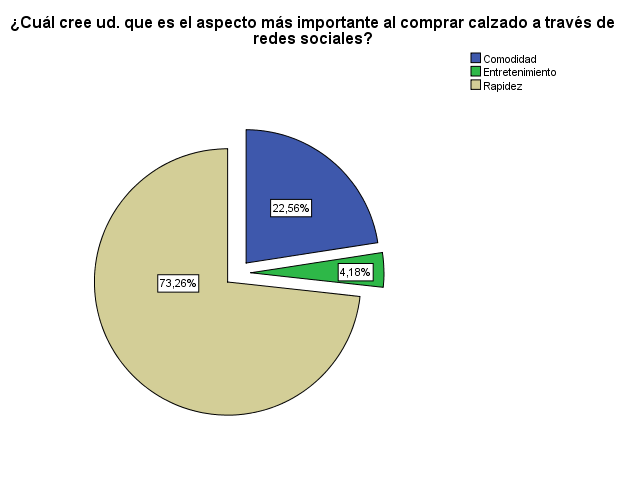 ¿Cuál cree ud. que es el aspecto más importante al comprar calzado a través de
redes sociales?
Comodidad
Entretenimiento
Rapidez
22,56%
4,18%
73,26%